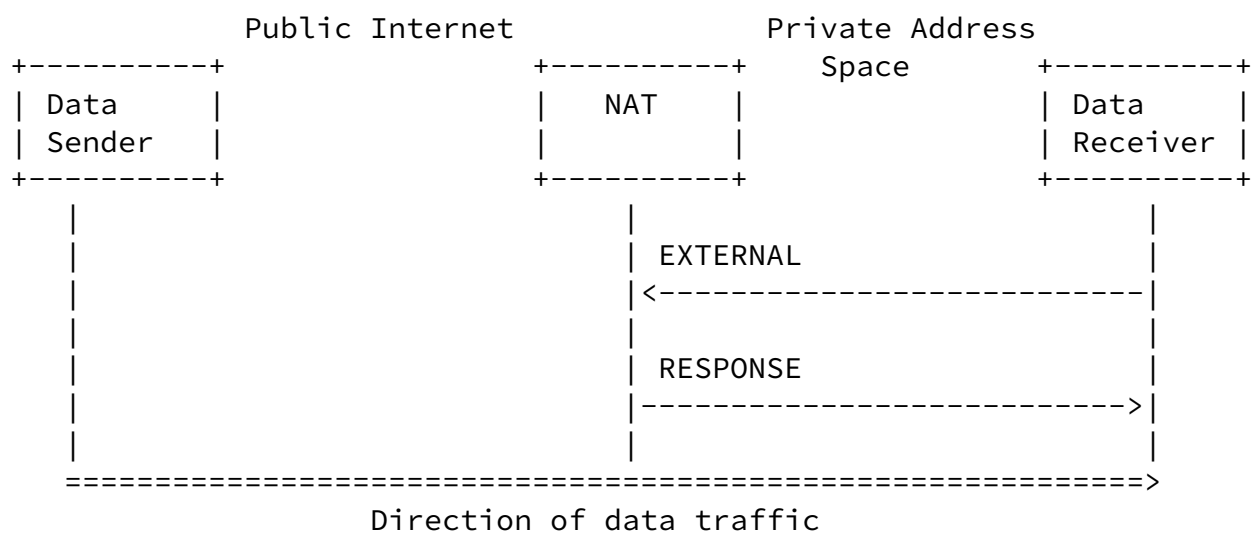 Public Internet Private Address
Space
Data NAT Data
Sender Receiver
EXTERNAL
RESPONSE
Direction of data traffic